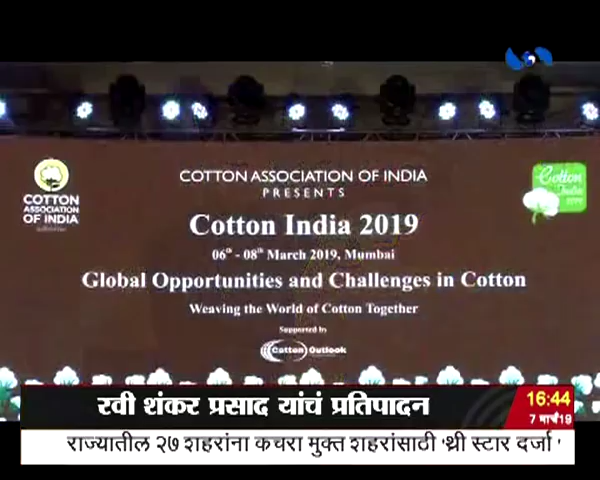 COTTON
ASSOCIATION
OF INDIA
COTTON ASSOCIATION OF INDIA
PRESENTS
Cotton India 2019
06th - 08th March 2019, Mumbai
Global Opportunities and Challenges in Cotton
Weaving the World of Cotton Together
Supported by
Cotton Outlook
Cotton
India
2019
रवी शंकर प्रसाद यांचं प्रतिपादन
16:44
7 मार्च19
राज्यातील २७ शहरांना कचरा मुक्त शहरांसाठी 'थ्री स्टार दर्जा '